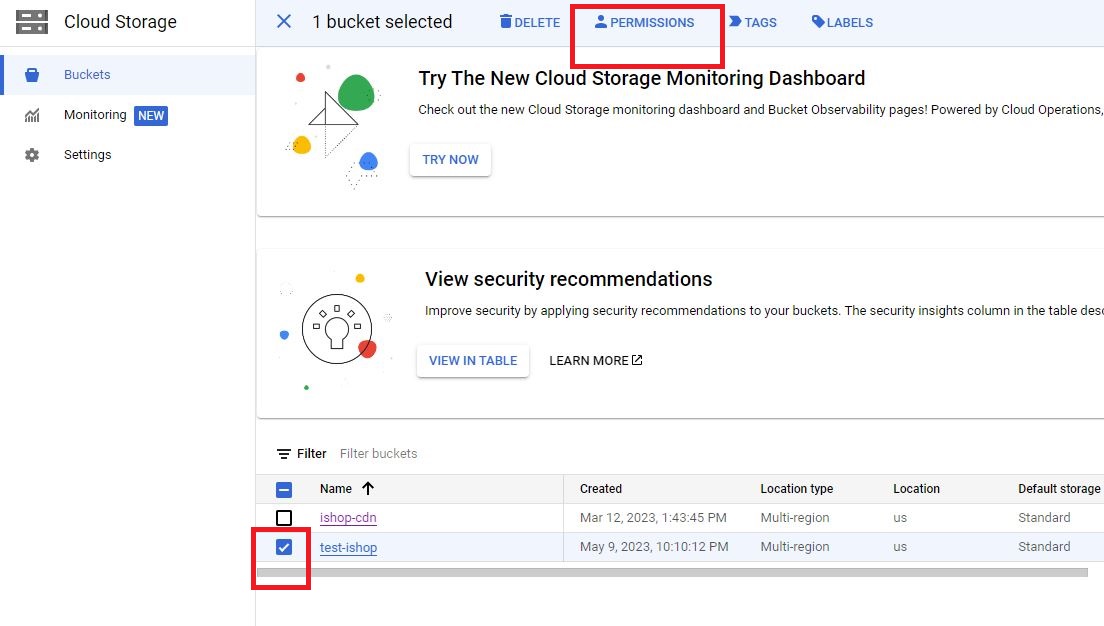 Cloud Storage
1 bucket selected
DELETE
PERMISSIONS
TAGS
LABELS
Buckets
Monitoring NEW
Settings
Try The New Cloud Storage Monitoring Dashboard
Check out the new Cloud Storage monitoring dashboard and Bucket Observability pages! Powered by Cloud Operations,
TRY NOW
View security recommendations
Improve security by applying security recommendations to your buckets. The security insights column in the table desc
VIEW IN TABLE
LEARN MORE
Filter Filter buckets
Name Created Location type Location Default storage
ishop-cdn Mar 12, 2023, 1:43:45 PM Multi-region us Standard
test-ishop May 9, 2023, 10:10:12 PM Multi-region us Standard